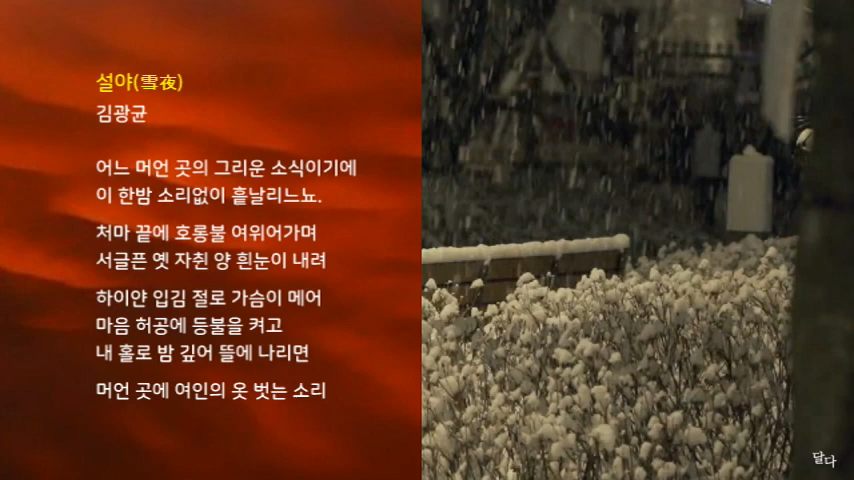 설야(雪夜)
김광균
어느 머언 곳의 그리운 소식이기에
이 한밤 소리없이 흩날리느뇨.
처마 끝에 호롱불 여위어가며
서글픈 옛 자췬 양 흰눈이 내려
하이얀 입김 절로 가슴이 메어
마음 허공에 등불을 켜고
내 홀로 밤 깊어 뜰에 나리면
머언 곳에 여인의 옷 벗는 소리
달다